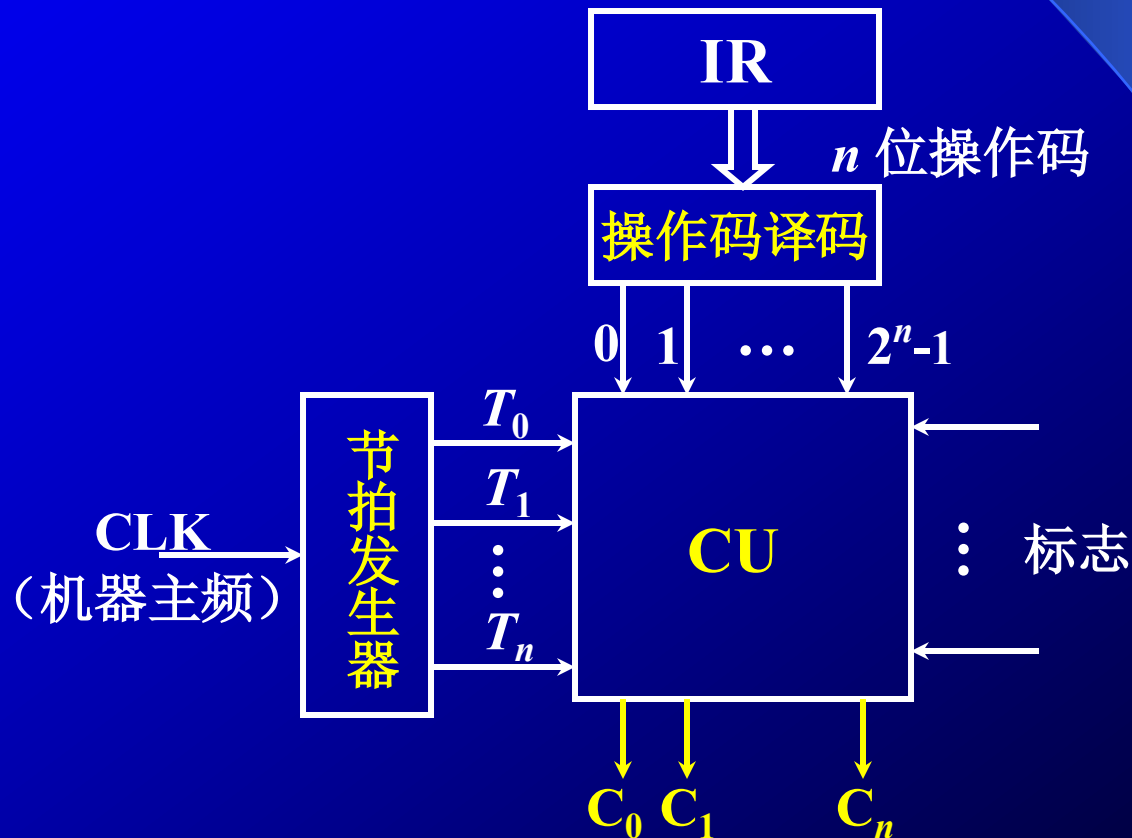 IR
n 位操作码
操作码译码
0 1 … 2ⁿ-1
节拍发生器
T₀
T₁
⋮
Tₙ
CLK
（机器主频）
CU
⋮ 标志
C₀ C₁ Cₙ